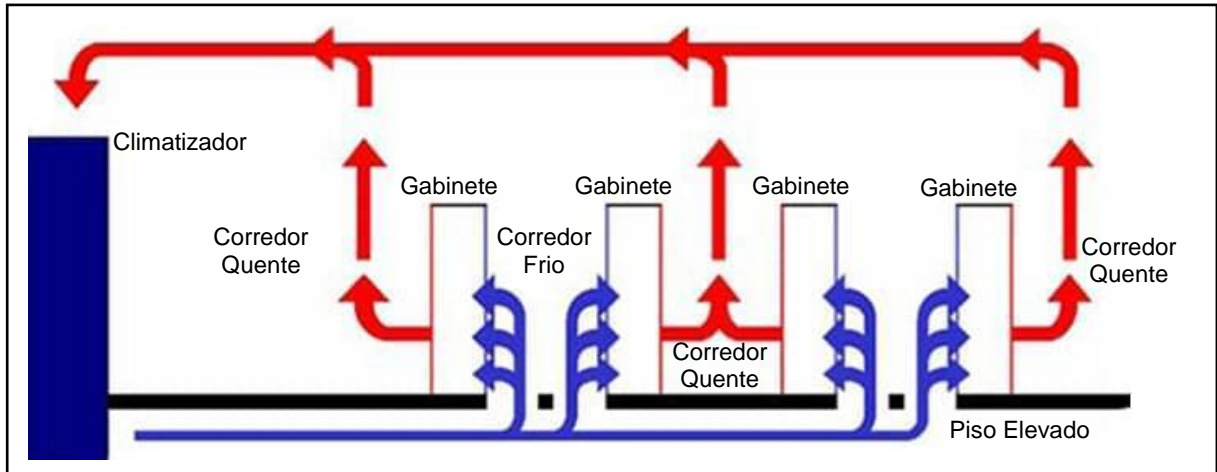 Climatizador
Gabinete
Gabinete
Gabinete
Gabinete
Corredor
Quente
Corredor
Frio
Corredor
Quente
Corredor
Quente
Piso Elevado